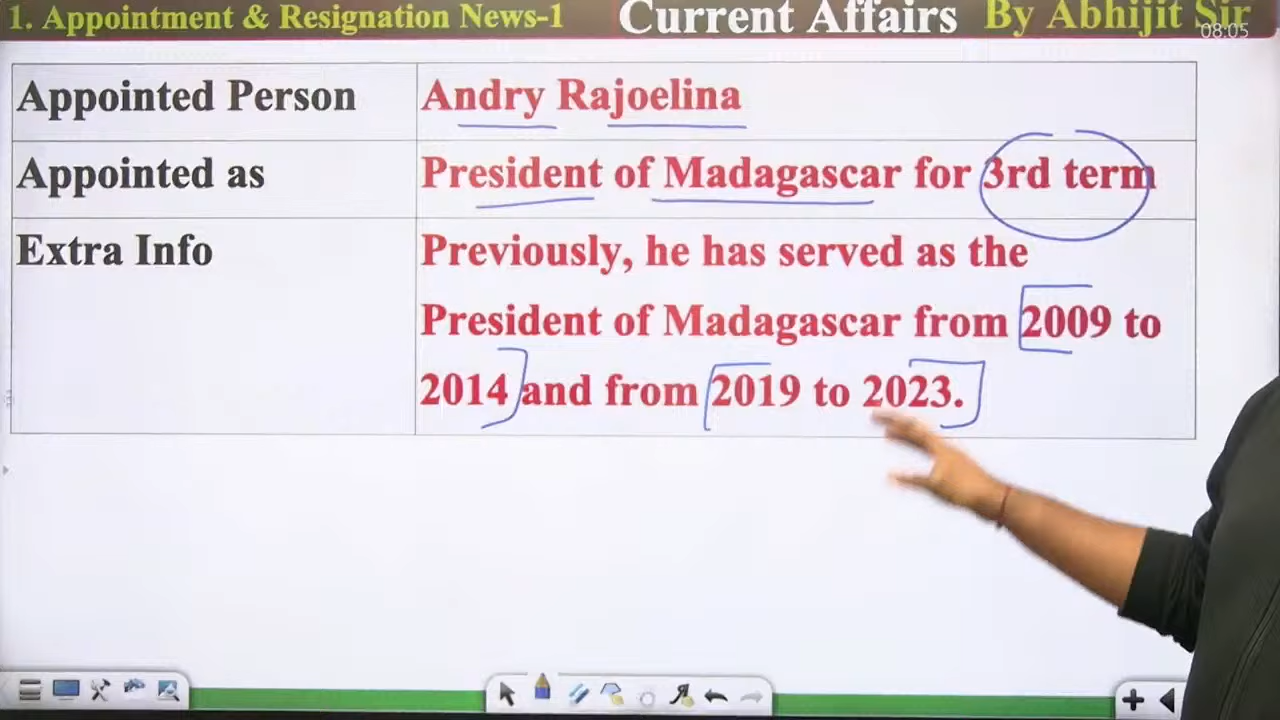 1. Appointment & Resignation News-1 Current Affairs By Abhijit Sir
08:05
Appointed Person Andry Rajoelina
Appointed as President of Madagascar for 3rd term
Extra Info Previously, he has served as the
President of Madagascar from 2009 to
2014 and from 2019 to 2023.